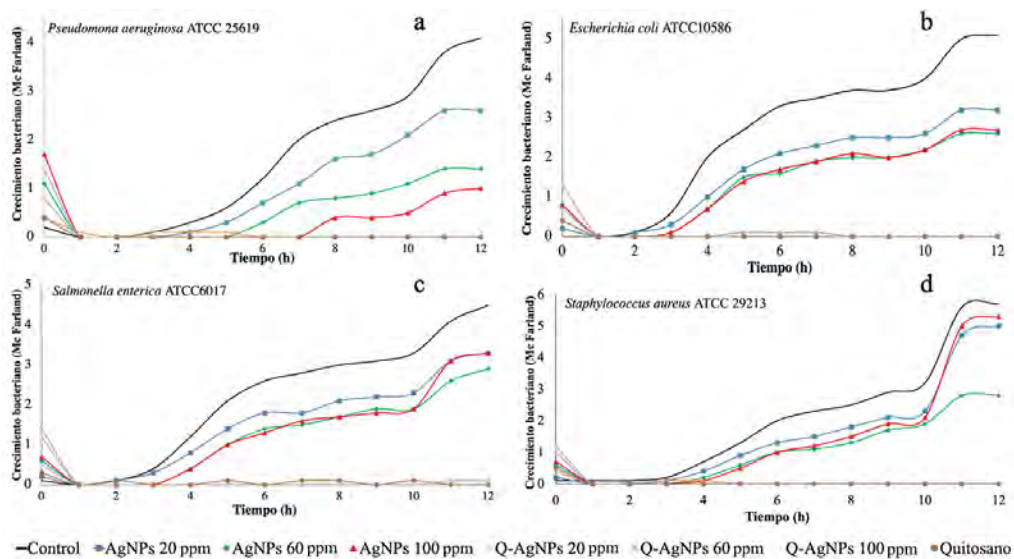 Pseudomona aeruginosa ATCC 25619
a
Crecimiento bacteriano (Mc Farland)
4
3
2
1
0
0 2 4 6 8 10 12
Tiempo (h)
Escherichia coli ATCC10586
b
Crecimiento bacteriano (Mc Farland)
5
4
3
2
1
0
0 2 4 6 8 10 12
Tiempo (h)
Salmonella enterica ATCC6017
c
Crecimiento bacteriano (Mc Farland)
5
4
3
2
1
0
0 2 4 6 8 10 12
Tiempo (h)
Staphylococcus aureus ATCC 29213
d
Crecimiento bacteriano (Mc Farland)
6
5
4
3
2
1
0
0 2 4 6 8 10 12
Tiempo (h)
Control AgNPs 20 ppm AgNPs 60 ppm AgNPs 100 ppm Q-AgNPs 20 ppm Q-AgNPs 60 ppm Q-AgNPs 100 ppm Quitosano